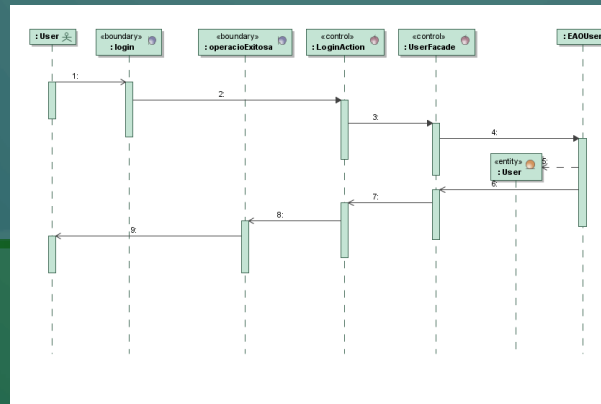 : User
«boundary»
: login
«boundary»
: operacioExitosa
«control»
: LoginAction
«control»
: UserFacade
: EAOUser
1:
2:
3:
4:
«entity»
: User
5:
6:
7:
8:
9: